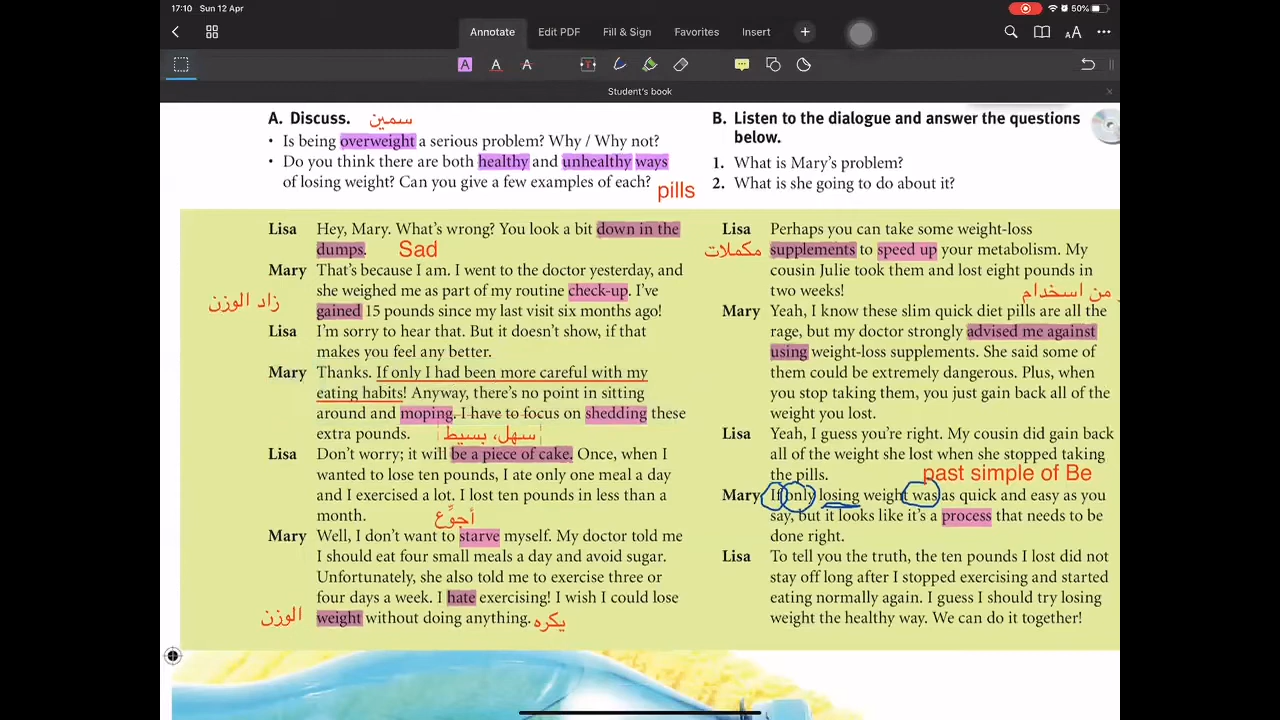 17:10 Sun 12 Apr
50%
Annotate Edit PDF Fill & Sign Favorites Insert
Student's book
A. Discuss. سمين
• Is being overweight a serious problem? Why / Why not?
• Do you think there are both healthy and unhealthy ways
of losing weight? Can you give a few examples of each?
pills
B. Listen to the dialogue and answer the questions
below.
1. What is Mary's problem?
2. What is she going to do about it?
Lisa Hey, Mary. What's wrong? You look a bit down in the
dumps. Sad
Mary That's because I am. I went to the doctor yesterday, and
she weighed me as part of my routine check-up. I've
زاد الوزن
gained 15 pounds since my last visit six months ago!
Lisa I'm sorry to hear that. But it doesn't show, if that
makes you feel any better.
Mary Thanks. If only I had been more careful with my
eating habits! Anyway, there's no point in sitting
around and moping. I have to focus on shedding these
extra pounds. سهل، بسيط
Lisa Don't worry; it will be a piece of cake. Once, when I
wanted to lose ten pounds, I ate only one meal a day
and I exercised a lot. I lost ten pounds in less than a
month. أجوِّع
Mary Well, I don't want to starve myself. My doctor told me
I should eat four small meals a day and avoid sugar.
Unfortunately, she also told me to exercise three or
four days a week. I hate exercising! I wish I could lose
الوزن weight without doing anything. يكره
Lisa Perhaps you can take some weight-loss
مكملات supplements to speed up your metabolism. My
cousin Julie took them and lost eight pounds in
two weeks! من اسخدام
Mary Yeah, I know these slim quick diet pills are all the
rage, but my doctor strongly advised me against
using weight-loss supplements. She said some of
them could be extremely dangerous. Plus, when
you stop taking them, you just gain back all of the
weight you lost.
Lisa Yeah, I guess you're right. My cousin did gain back
all of the weight she lost when she stopped taking
the pills. past simple of Be
Mary If only losing weight was as quick and easy as you
say, but it looks like it's a process that needs to be
done right.
Lisa To tell you the truth, the ten pounds I lost did not
stay off long after I stopped exercising and started
eating normally again. I guess I should try losing
weight the healthy way. We can do it together!